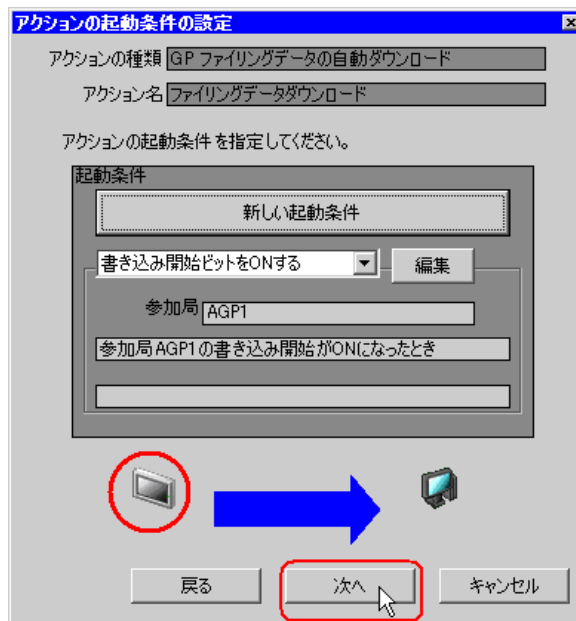 アクションの起動条件の設定
アクションの種類 GP ファイリングデータの自動ダウンロード
アクション名 ファイリングデータダウンロード
アクションの起動条件 を指定してください。
起動条件
新しい起動条件
書き込み開始ビットをONする 編集
参加局 AGP1
参加局 AGP1 の書き込み開始がONになったとき
戻る 次へ キャンセル